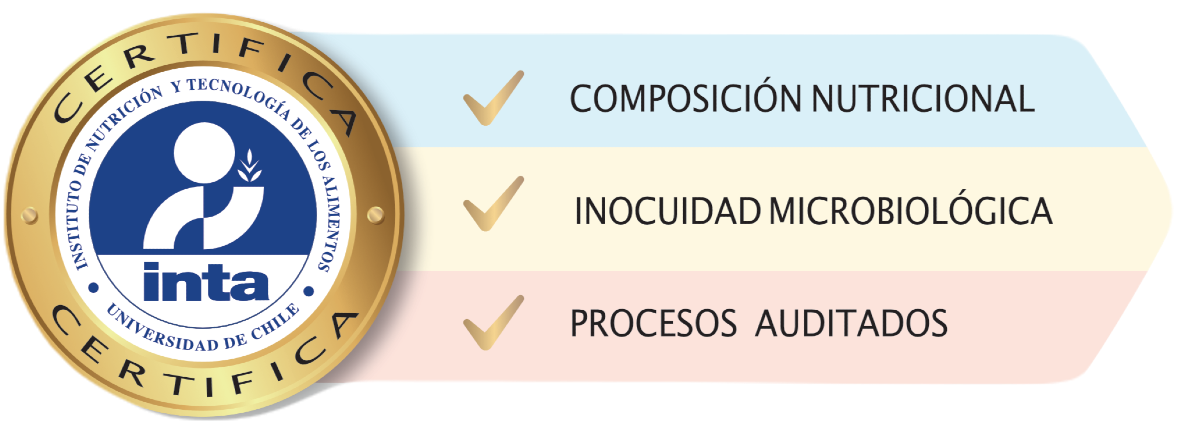 CERTIFICA
INSTITUTO DE NUTRICIÓN Y TECNOLOGÍA DE LOS ALIMENTOS
inta
UNIVERSIDAD DE CHILE
CERTIFICA
COMPOSICIÓN NUTRICIONAL
INOCUIDAD MICROBIOLÓGICA
PROCESOS AUDITADOS